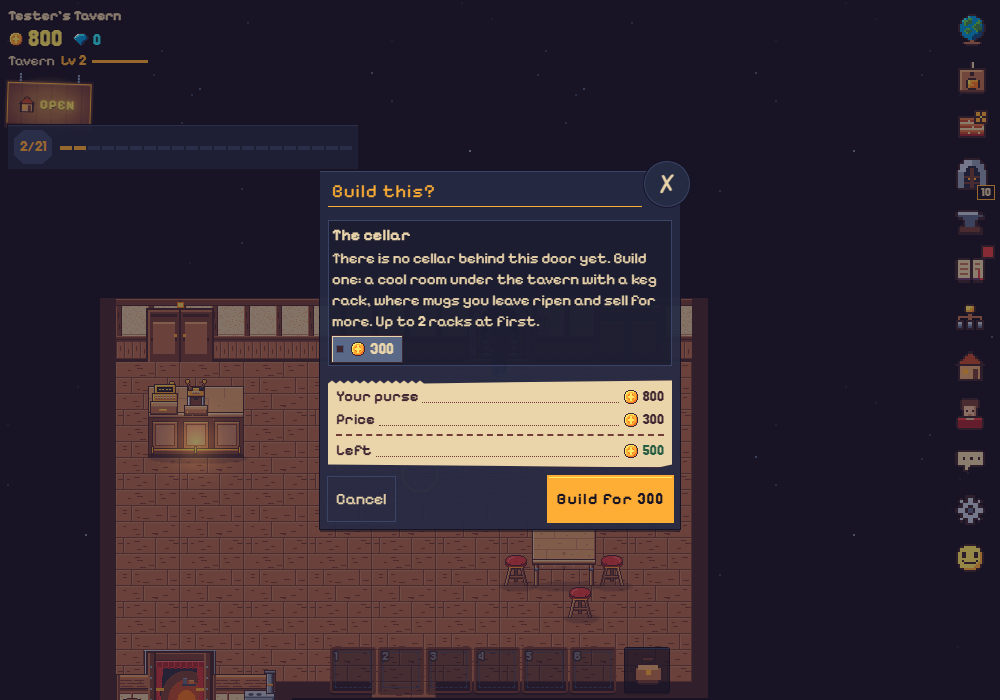 Tester's Tavern
800 0
Tavern Lv 2
OPEN
2/21
Build this?
X
The cellar
There is no cellar behind this door yet. Build
one: a cool room under the tavern with a keg
rack, where mugs you leave ripen and sell for
more. Up to 2 racks at first.
300
Your purse 800
Price 300
Left 500
Cancel
Build for 300
10
1 2 3 4 5 6